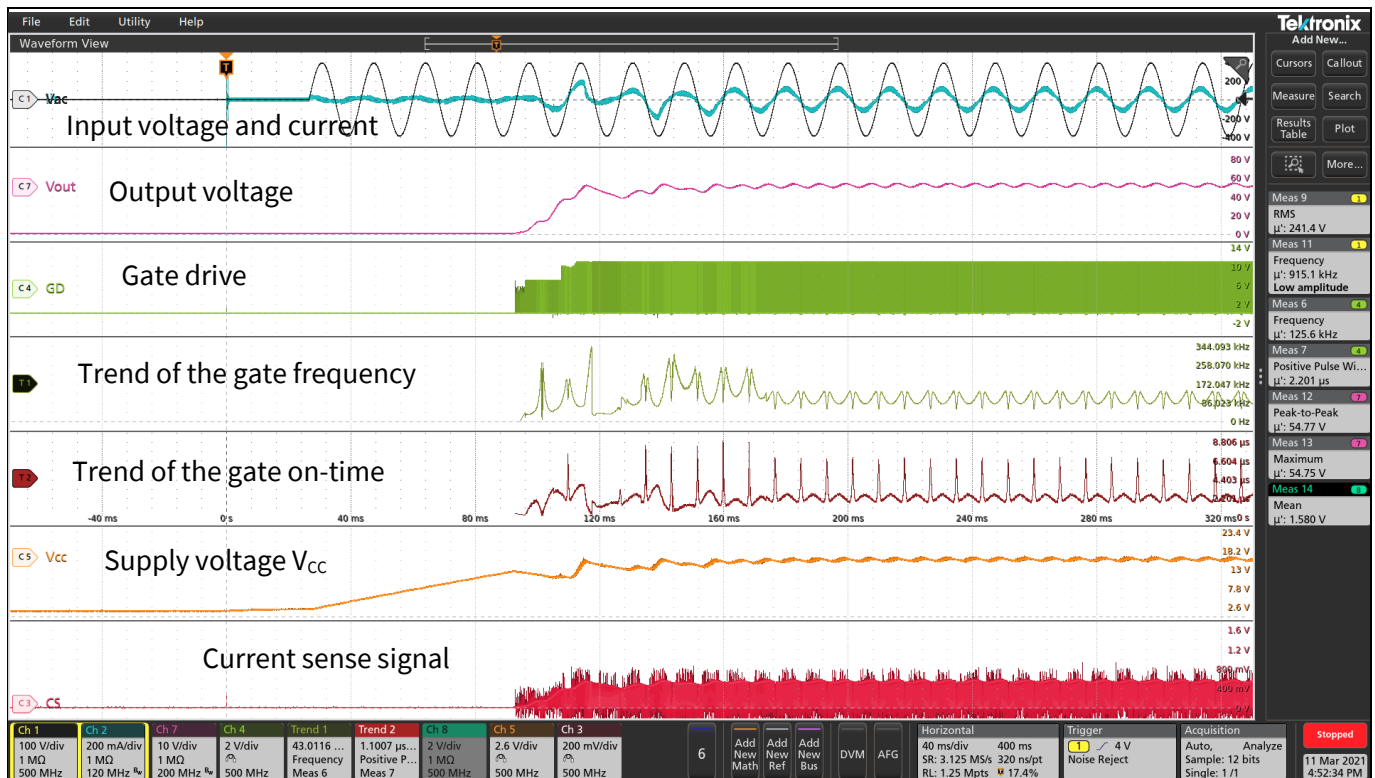 File Edit Utility Help
Tektronix
Waveform View
Add New...
T
T
C1 Vac
200 V
-200 V
-400 V
Input voltage and current
C7 Vout
Output voltage
80 V
60 V
40 V
20 V
0 V
C4 GD
Gate drive
14 V
10 V
6 V
2 V
-2 V
T1
Trend of the gate frequency
344.093 kHz
258.070 kHz
172.047 kHz
86.023 kHz
0 Hz
T2
Trend of the gate on-time
8.806 µs
6.604 µs
4.403 µs
2.201 µs
0 s
-40 ms 0 s 40 ms 80 ms 120 ms 160 ms 200 ms 240 ms 280 ms 320 ms
C5 Vcc
Supply voltage VCC
23.4 V
18.2 V
13 V
7.8 V
2.6 V
C3 CS
Current sense signal
1.6 V
1.2 V
800 mV
400 mV
0 V
Cursors Callout
Measure Search
Results Table Plot
More...
Meas 9 1
RMS
µ': 241.4 V
Meas 11 1
Frequency
µ': 915.1 kHz
Low amplitude
Meas 6 4
Frequency
µ': 125.6 kHz
Meas 7 4
Positive Pulse Wi...
µ': 2.201 µs
Meas 12 7
Peak-to-Peak
µ': 54.77 V
Meas 13 7
Maximum
µ': 54.75 V
Meas 14 8
Mean
µ': 1.580 V
Ch 1
100 V/div
1 MΩ
500 MHz
Ch 2
200 mA/div
1 MΩ
120 MHz Bw
Ch 7
10 V/div
1 MΩ
200 MHz Bw
Ch 4
2 V/div
500 MHz
Trend 1
43.0116 ...
Frequency
Meas 6
Trend 2
1.1007 µs...
Positive P...
Meas 7
Ch 8
2 V/div
1 MΩ
500 MHz
Ch 5
2.6 V/div
500 MHz
Ch 3
200 mV/div
500 MHz
6
Add New Math
Add New Ref
Add New Bus
DVM
AFG
Horizontal
40 ms/div 400 ms
SR: 3.125 MS/s 320 ns/pt
RL: 1.25 Mpts 17.4%
Trigger
1 4 V
Noise Reject
Acquisition
Auto, Analyze
Sample: 12 bits
Single: 1 /1
Stopped
11 Mar 2021
4:52:34 PM